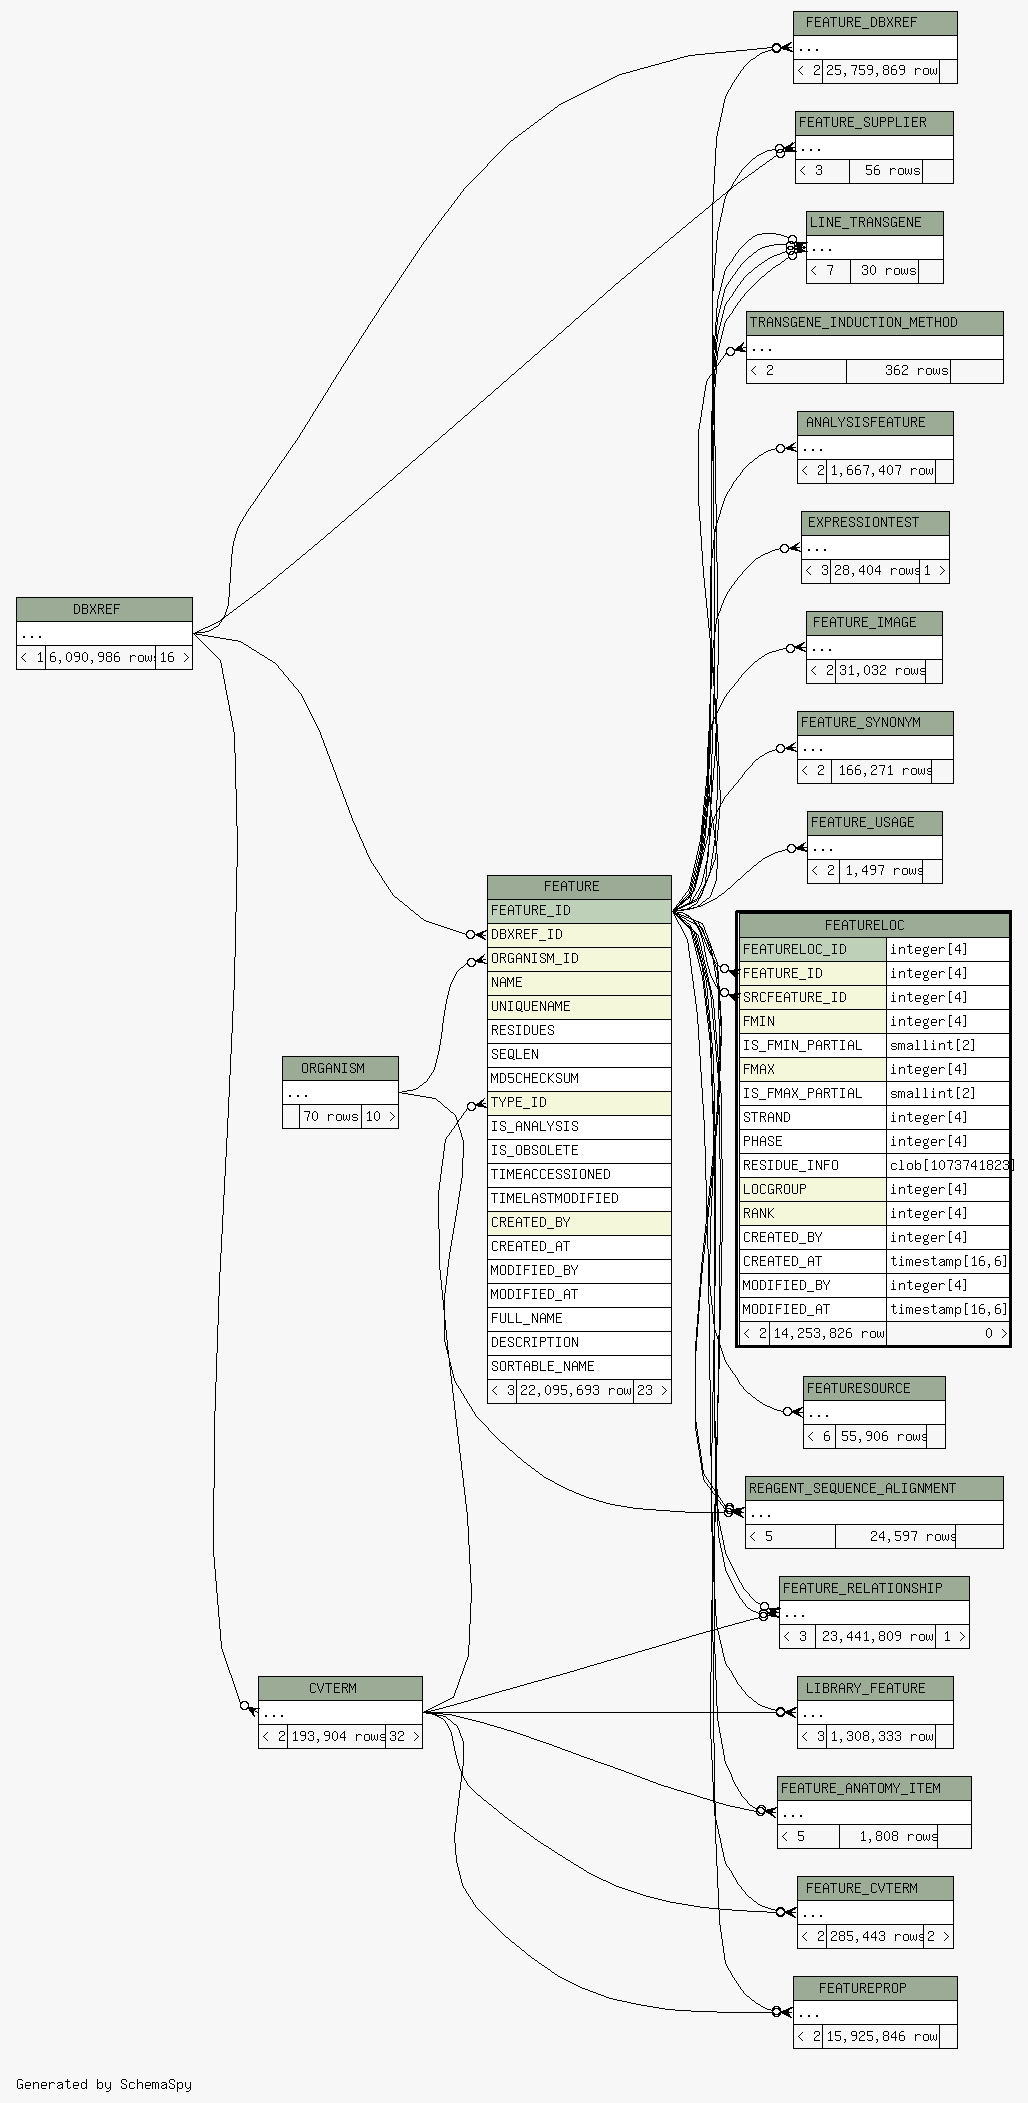 FEATURE_DBXREF
...
< 2 25,759,869 row
FEATURE_SUPPLIER
...
< 3 56 rows
LINE_TRANSGENE
...
< 7 30 rows
TRANSGENE_INDUCTION_METHOD
...
< 2 362 rows
ANALYSISFEATURE
...
< 2 1,667,407 row
EXPRESSIONTEST
...
< 3 28,404 rows 1 >
DBXREF
...
< 1 6,090,986 rows 16 >
FEATURE_IMAGE
...
< 2 31,032 rows
FEATURE_SYNONYM
...
< 2 166,271 rows
FEATURE_USAGE
...
< 2 1,497 rows
FEATURE
FEATURE_ID
DBXREF_ID
ORGANISM_ID
NAME
UNIQUENAME
RESIDUES
SEQLEN
MD5CHECKSUM
TYPE_ID
IS_ANALYSIS
IS_OBSOLETE
TIMEACCESSIONED
TIMELASTMODIFIED
CREATED_BY
CREATED_AT
MODIFIED_BY
MODIFIED_AT
FULL_NAME
DESCRIPTION
SORTABLE_NAME
< 3 22,095,693 row 23 >
FEATURELOC
FEATURELOC_ID integer[4]
FEATURE_ID integer[4]
SRCFEATURE_ID integer[4]
FMIN integer[4]
IS_FMIN_PARTIAL smallint[2]
FMAX integer[4]
IS_FMAX_PARTIAL smallint[2]
STRAND integer[4]
PHASE integer[4]
RESIDUE_INFO clob[1073741823]
LOCGROUP integer[4]
RANK integer[4]
CREATED_BY integer[4]
CREATED_AT timestamp[16,6]
MODIFIED_BY integer[4]
MODIFIED_AT timestamp[16,6]
< 2 14,253,826 row 0 >
ORGANISM
...
70 rows 10 >
FEATURESOURCE
...
< 6 55,906 rows
REAGENT_SEQUENCE_ALIGNMENT
...
< 5 24,597 rows
FEATURE_RELATIONSHIP
...
< 3 23,441,809 row 1 >
CVTERM
...
< 2 193,904 rows 32 >
LIBRARY_FEATURE
...
< 3 1,308,333 row
FEATURE_ANATOMY_ITEM
...
< 5 1,808 rows
FEATURE_CVTERM
...
< 2 285,443 rows 2 >
FEATUREPROP
...
< 2 15,925,846 row
Generated by SchemaSpy